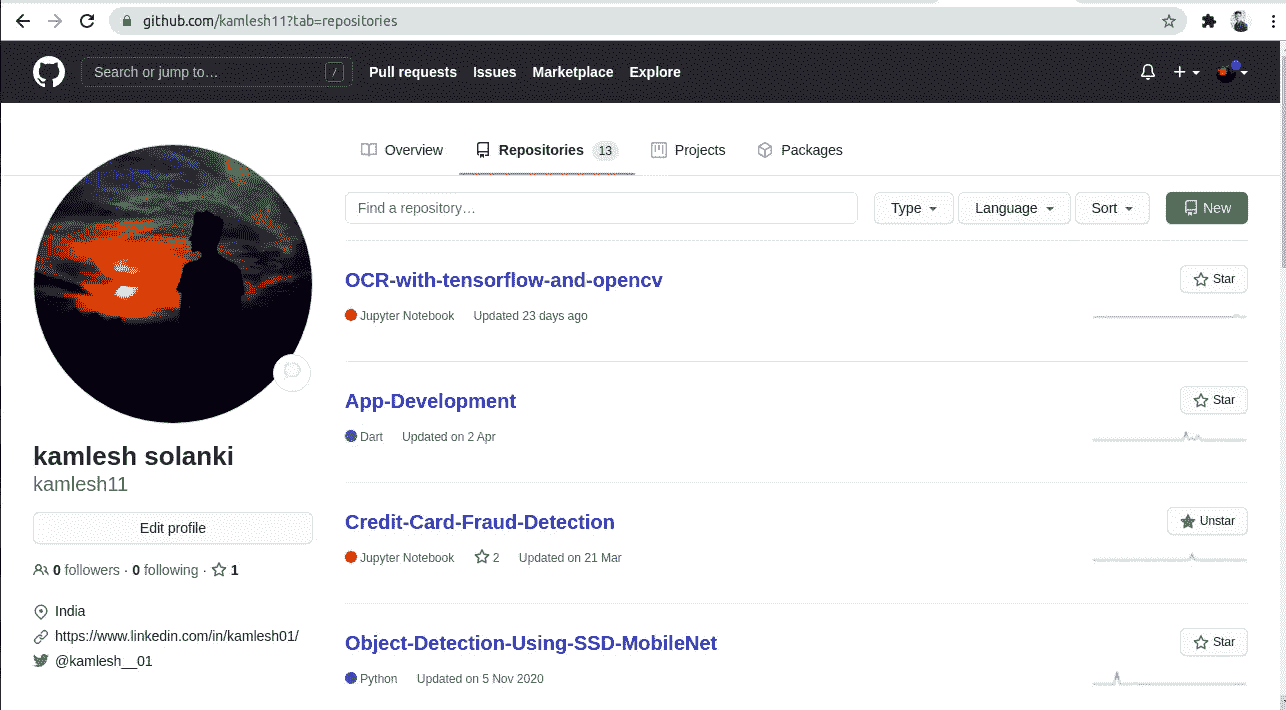 github.com/kamlesh11?tab=repositories
Search or jump to… /
Pull requests Issues Marketplace Explore
Overview Repositories 13 Projects Packages
Find a repository… Type Language Sort New
OCR-with-tensorflow-and-opencv Star
Jupyter Notebook Updated 23 days ago
App-Development Star
Dart Updated on 2 Apr
kamlesh solanki
kamlesh11
Edit profile
0 followers · 0 following · 1
India
https://www.linkedin.com/in/kamlesh01/
@kamlesh__01
Credit-Card-Fraud-Detection Unstar
Jupyter Notebook 2 Updated on 21 Mar
Object-Detection-Using-SSD-MobileNet Star
Python Updated on 5 Nov 2020